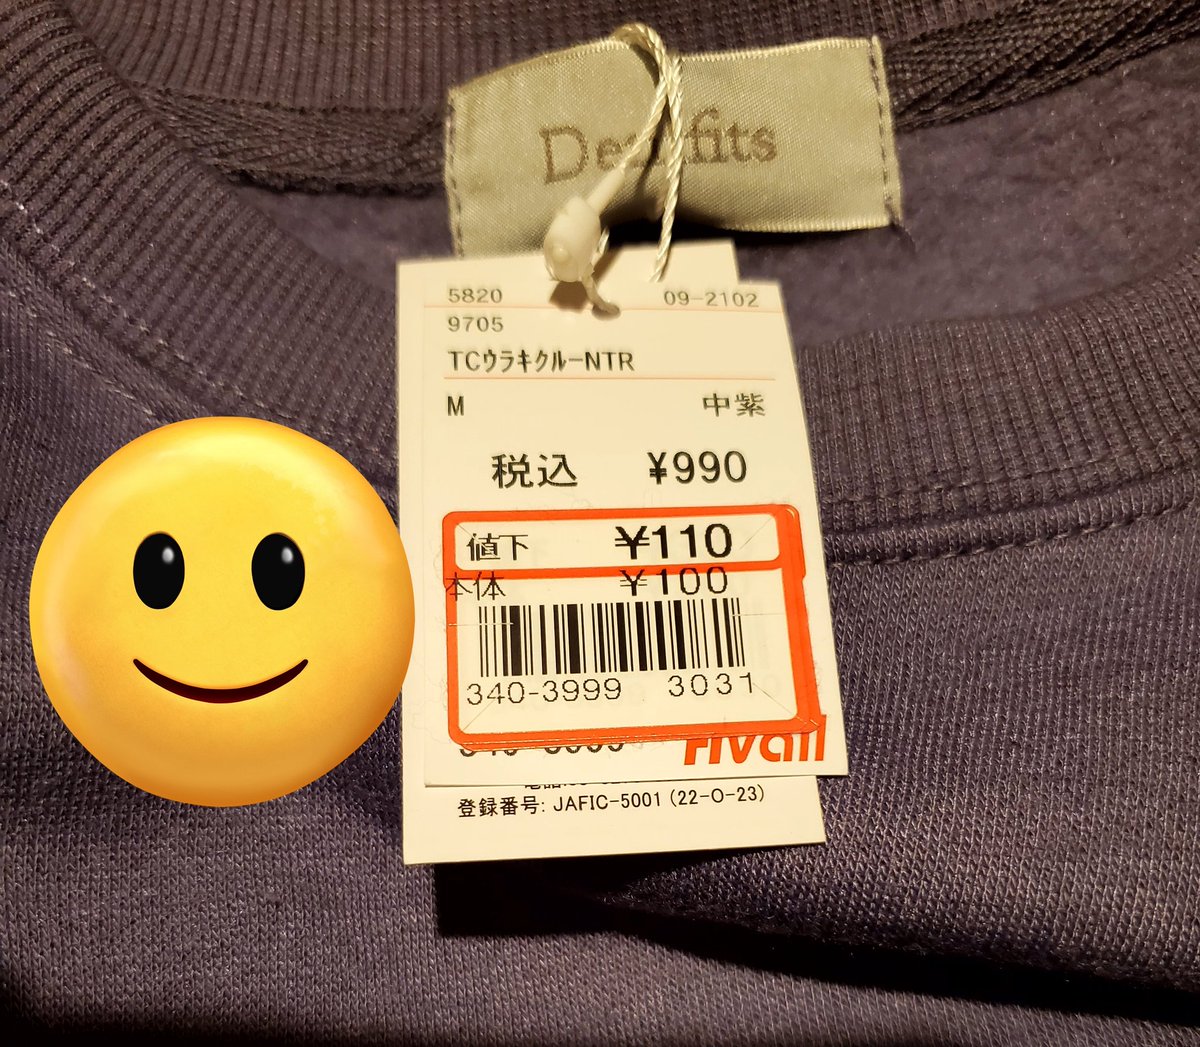 5820 09-2102
9705
TCウラキクルーNTR
M 中紫
税込 ¥990
値下 ¥110
本体 ¥100
340-3999 3031
登録番号: JAFIC-5001 (22-O-23)